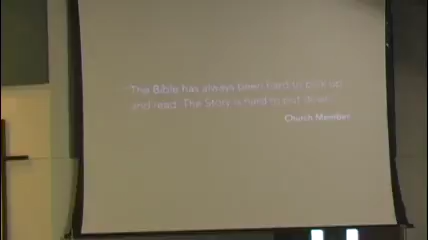 The Bible has always been hard to pick up
and read. The Story is hard to put down.
Church Member